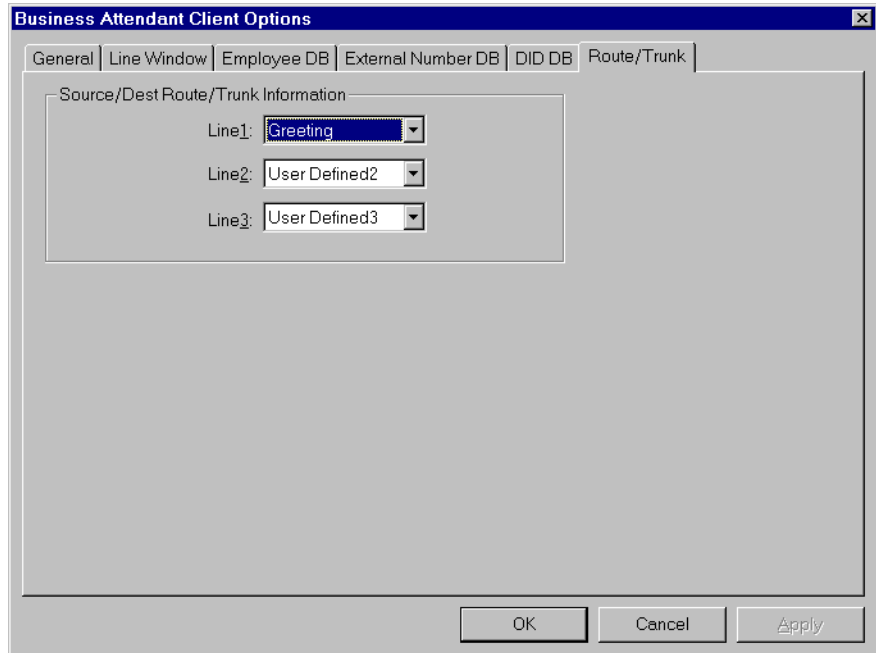 Business Attendant Client Options
General Line Window Employee DB External Number DB DID DB Route/Trunk
Source/Dest Route/Trunk Information
Line1: Greeting
Line2: User Defined2
Line3: User Defined3
OK Cancel Apply